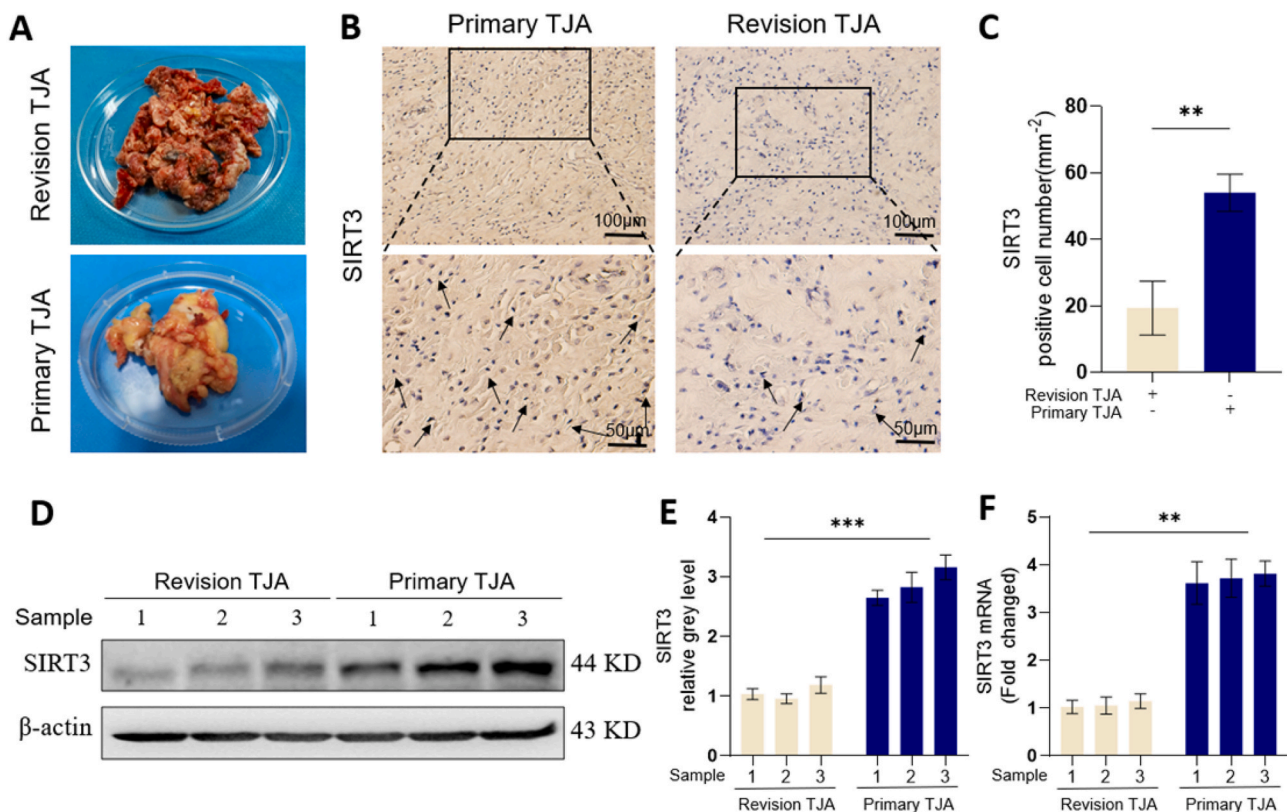 A
Revision TJA
Primary TJA
B
Primary TJA
Revision TJA
SIRT3
100μm
100μm
50μm
50μm
C
SIRT3
positive cell number(mm⁻²)
80
60
40
20
0
**
Revision TJA + -
Primary TJA - +
D
Revision TJA Primary TJA
Sample 1 2 3 1 2 3
SIRT3 44 KD
β-actin 43 KD
E
SIRT3
relative grey level
4
3
2
1
0
***
Sample 1 2 3 1 2 3
Revision TJA Primary TJA
F
SIRT3 mRNA
(Fold changed)
5
4
3
2
1
0
**
Sample 1 2 3 1 2 3
Revision TJA Primary TJA